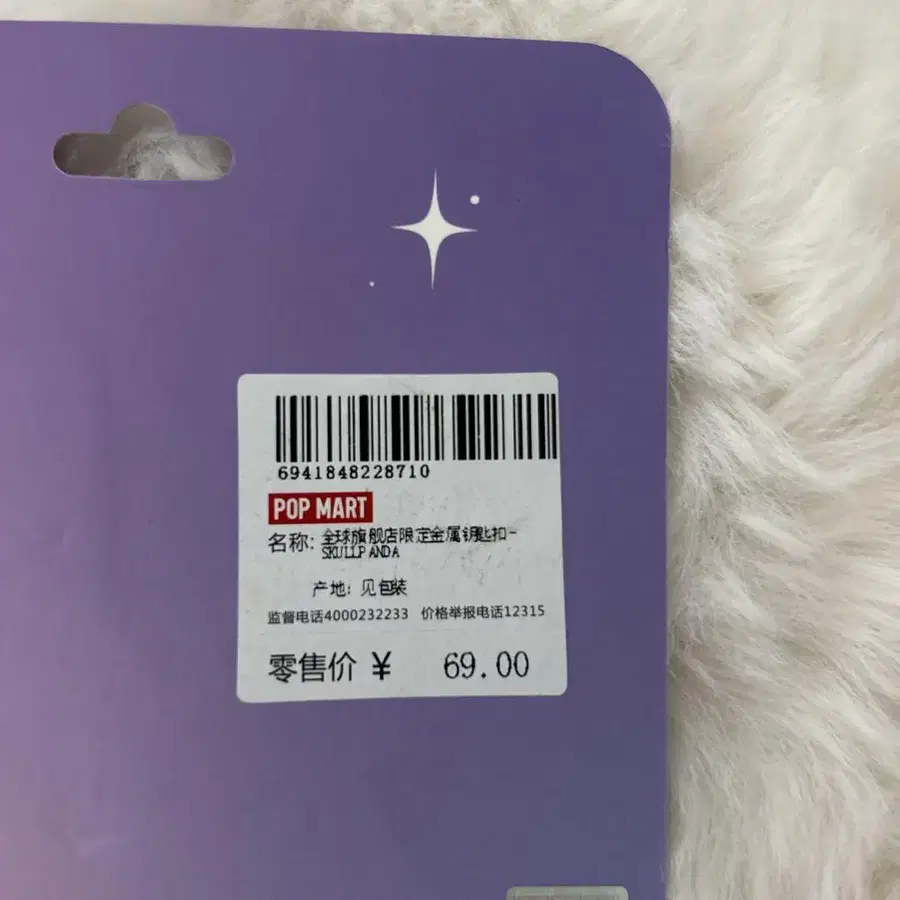 6941848228710
POP MART
名称: 全球旗舰店限定金属钥匙扣-
SKULLPANDA
产地: 见包装
监督电话4000232233 价格举报电话12315
零售价 ¥ 69.00